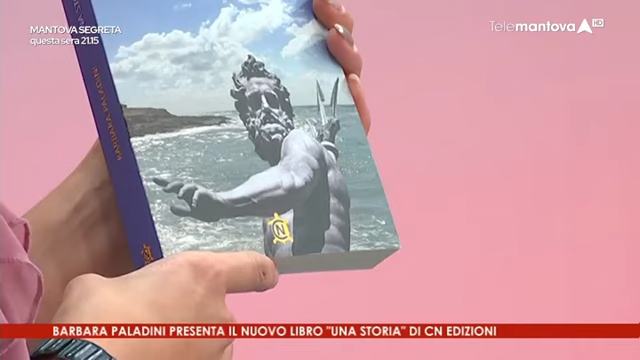 MANTOVA SEGRETA
questa sera 21.15
Telemantova HD
BARBARA PALADINI
N
BARBARA PALADINI PRESENTA IL NUOVO LIBRO "UNA STORIA" DI CN EDIZIONI